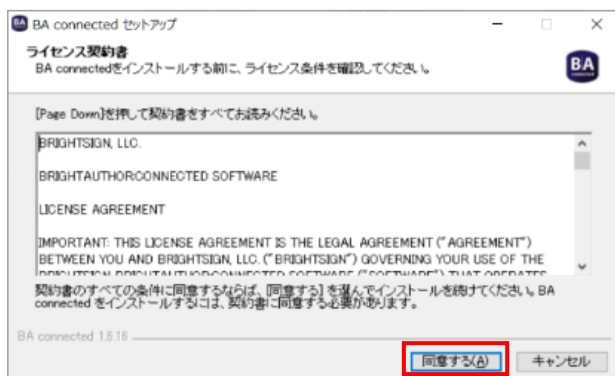 BA connected セットアップ
ライセンス契約書
BA connectedをインストールする前に、ライセンス条件を確認してください。
BA
[Page Down]を押して契約書をすべてお読みください。
BRIGHTSIGN, LLC.
BRIGHTAUTHORCONNECTED SOFTWARE
LICENSE AGREEMENT
IMPORTANT: THIS LICENSE AGREEMENT IS THE LEGAL AGREEMENT ("AGREEMENT")
BETWEEN YOU AND BRIGHTSIGN, LLC. ("BRIGHTSIGN") GOVERNING YOUR USE OF THE
BRIGHTSIGN BRIGHTAUTHORCONNECTED SOFTWARE ("SOFTWARE") THAT OPERATES
契約書のすべての条件に同意するならば、[同意する] を選んでインストールを続けてください。BA
connected をインストールするには、契約書に同意する必要があります。
BA connected 1.6.16
同意する(A)
キャンセル